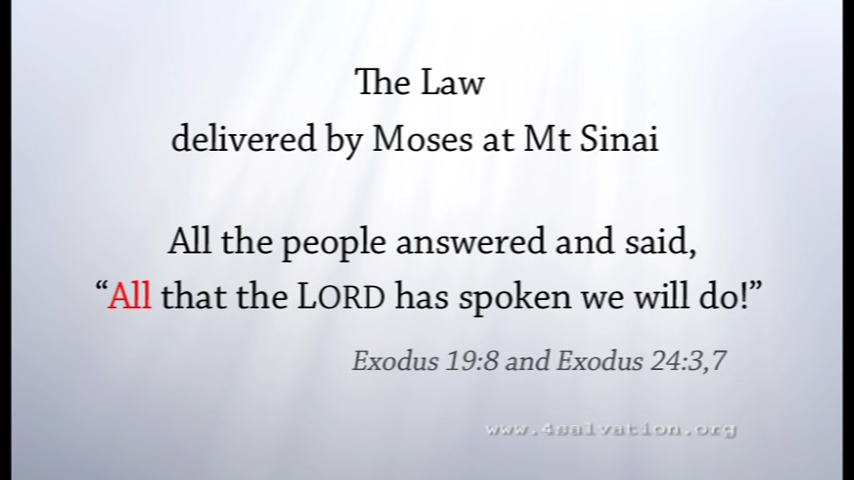 The Law
delivered by Moses at Mt Sinai
All the people answered and said,
“All that the LORD has spoken we will do!”
Exodus 19:8 and Exodus 24:3,7
www.4salvation.org